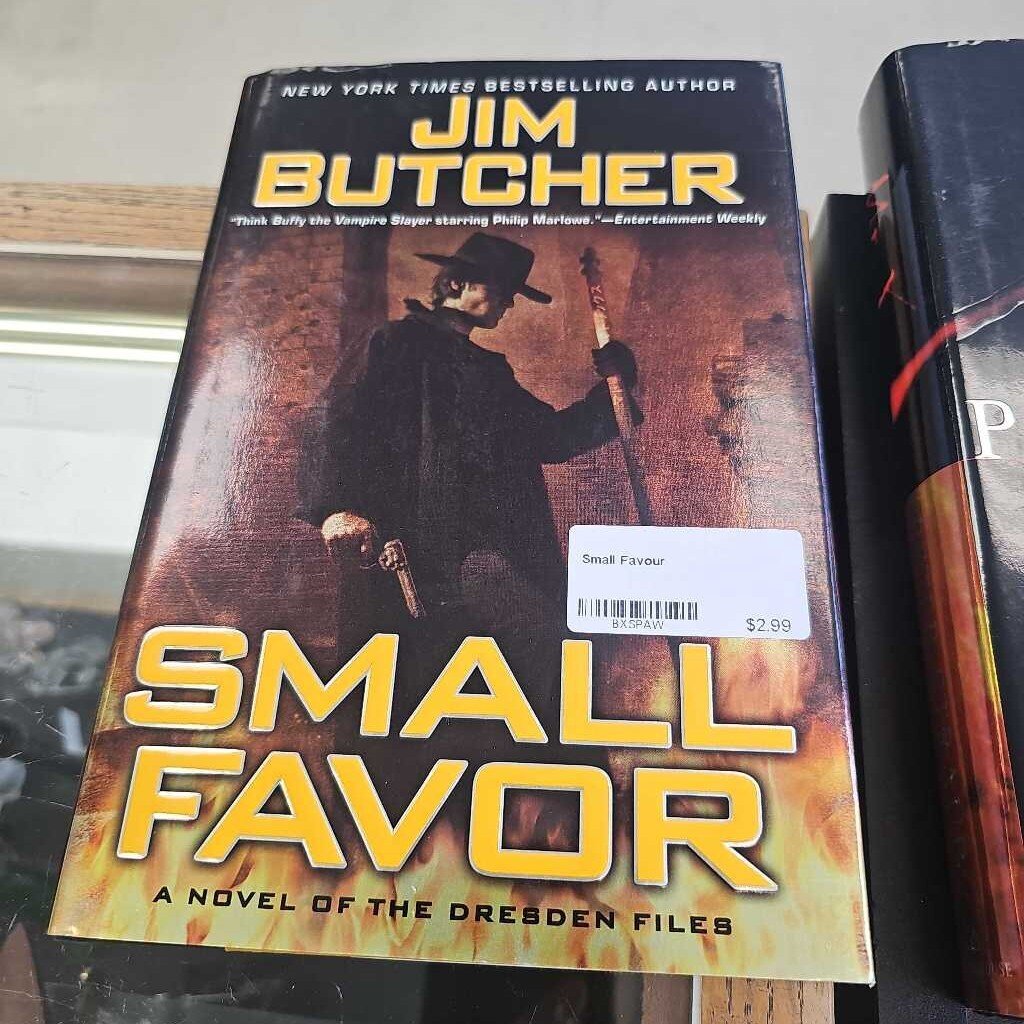 NEW YORK TIMES BESTSELLING AUTHOR
JIM
BUTCHER
"Think Buffy the Vampire Slayer starring Philip Marlowe."—Entertainment Weekly
Small Favour
BXSPAW
$2.99
SMALL
FAVOR
A NOVEL OF THE DRESDEN FILES
P